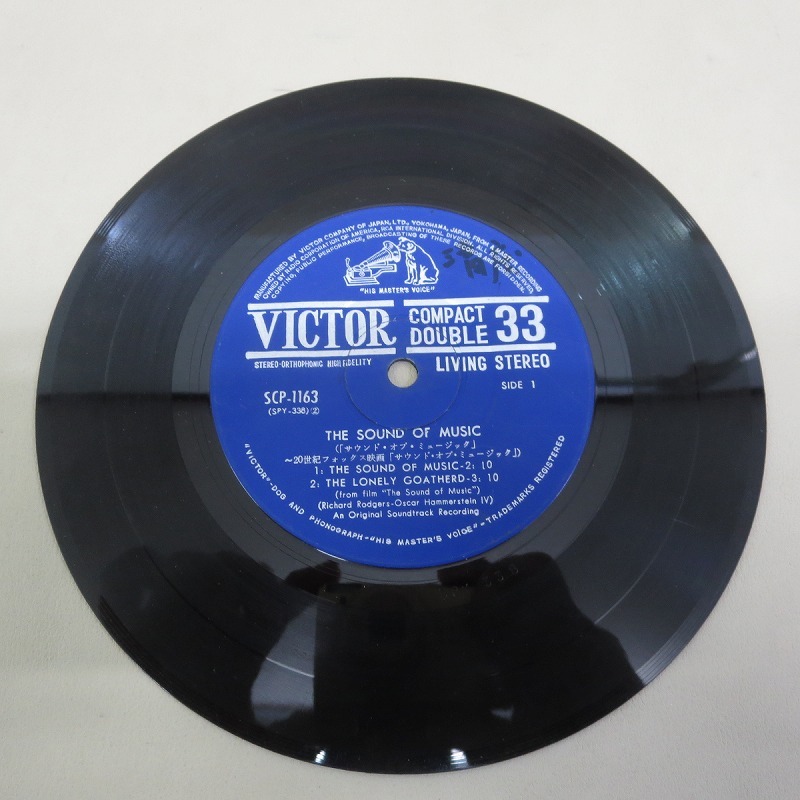 MANUFACTURED BY VICTOR COMPANY OF JAPAN, LTD., YOKOHAMA, JAPAN, FROM A MASTER RECORDING
OWNED BY RADIO CORPORATION OF AMERICA, RCA INTERNATIONAL DIVISION. ALL RIGHTS RESERVED.
COPYING, PUBLIC PERFORMANCE, BROADCASTING OF THESE RECORDS ARE FORBIDDEN.
"HIS MASTER'S VOICE"
VICTOR
COMPACT
DOUBLE 33
STEREO-ORTHOPHONIC HIGH FIDELITY
LIVING STEREO
SCP-1163
(SPY-338)②
SIDE 1
THE SOUND OF MUSIC
(「サウンド・オブ・ミュージック」
〜20世紀フォックス映画「サウンド・オブ・ミュージック」)
1: THE SOUND OF MUSIC-2: 10
2: THE LONELY GOATHERD-3: 10
(from film "The Sound of Music")
(Richard Rodgers-Oscar Hammerstein IV)
An Original Soundtrack Recording
"VICTOR"-DOG AND PHONOGRAPH-"HIS MASTER'S VOICE"-TRADEMARKS REGISTERED